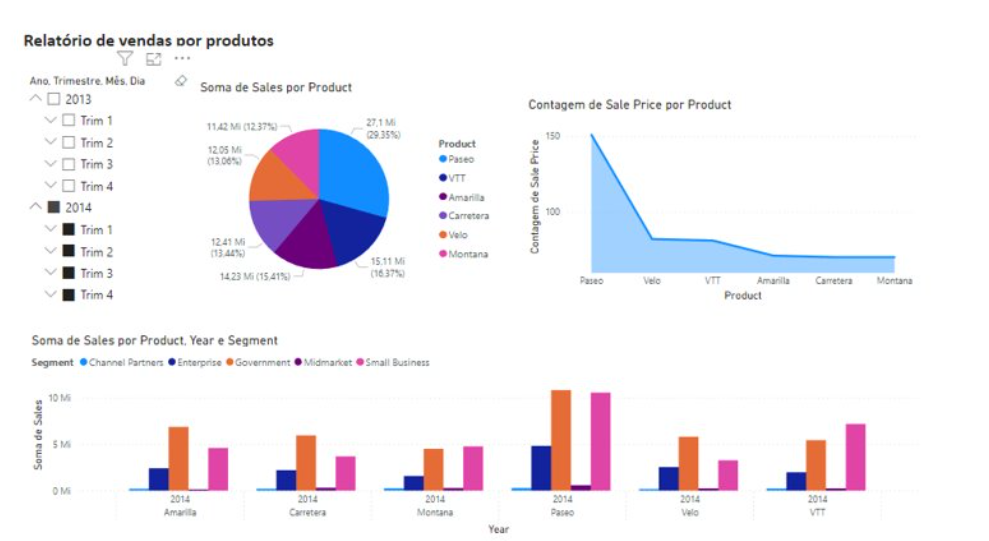 Relatório de vendas por produtos
Ano, Trimestre, Mês, Dia
2013
Trim 1
Trim 2
Trim 3
Trim 4
2014
Trim 1
Trim 2
Trim 3
Trim 4
Soma de Sales por Product
27,1 Mi
(29,35%)
15,11 Mi
(16,37%)
14,23 Mi (15,41%)
12,41 Mi
(13,44%)
12,05 Mi
(13,06%)
11,42 Mi (12,37%)
Product
Paseo
VTT
Amarilla
Carretera
Velo
Montana
Contagem de Sale Price por Product
Contagem de Sale Price
150
100
Paseo Velo VTT Amarilla Carretera Montana
Product
Soma de Sales por Product, Year e Segment
Segment Channel Partners Enterprise Government Midmarket Small Business
Soma de Sales
10 Mi
5 Mi
0 Mi
2014 2014 2014 2014 2014 2014
Amarilla Carretera Montana Paseo Velo VTT
Year